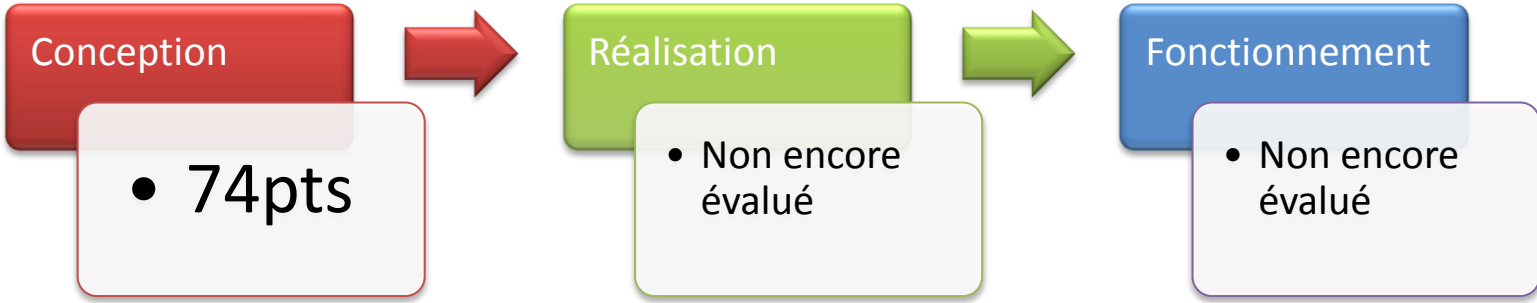 Conception
• 74pts
Réalisation
• Non encore
évalué
Fonctionnement
• Non encore
évalué